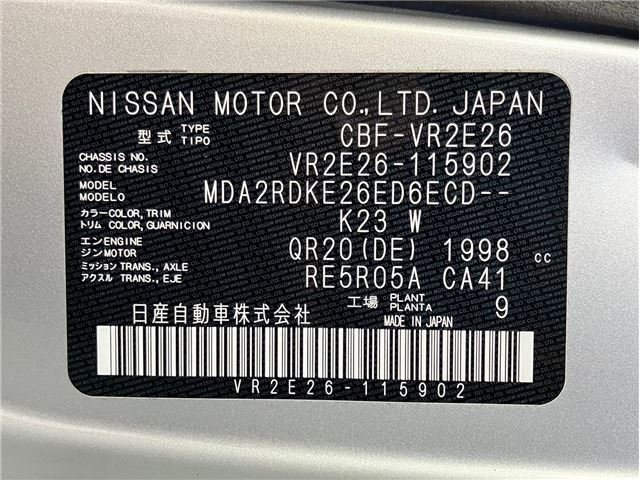 NISSAN MOTOR CO.,LTD. JAPAN
型式 TYPE TIPO CBF-VR2E26
CHASSIS NO. NO.DE CHASIS VR2E26-115902
MODEL MODELO MDA2RDKE26ED6ECD--
カラー COLOR, TRIM K23 W
トリム COLOR, GUARNICION
エンジン ENGINE MOTOR QR20(DE) 1998 cc
ミッション TRANS., AXLE RE5R05A CA41
アクスル TRANS., EJE
工場 PLANT PLANTA 9
日産自動車株式会社 MADE IN JAPAN
VR2E26-115902